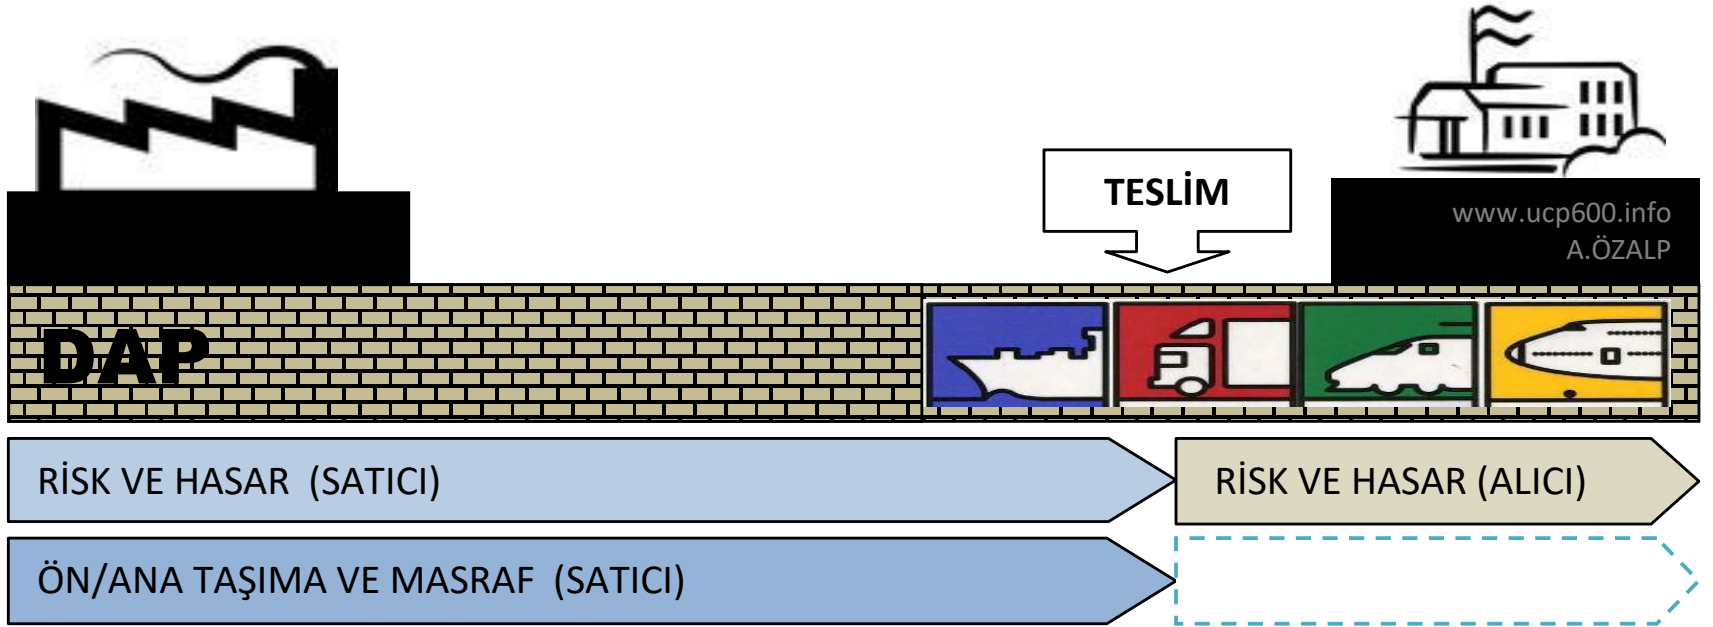 TESLİM
www.ucp600.info
A.ÖZALP
DAP
RİSK VE HASAR (SATICI)
RİSK VE HASAR (ALICI)
ÖN/ANA TAŞIMA VE MASRAF (SATICI)